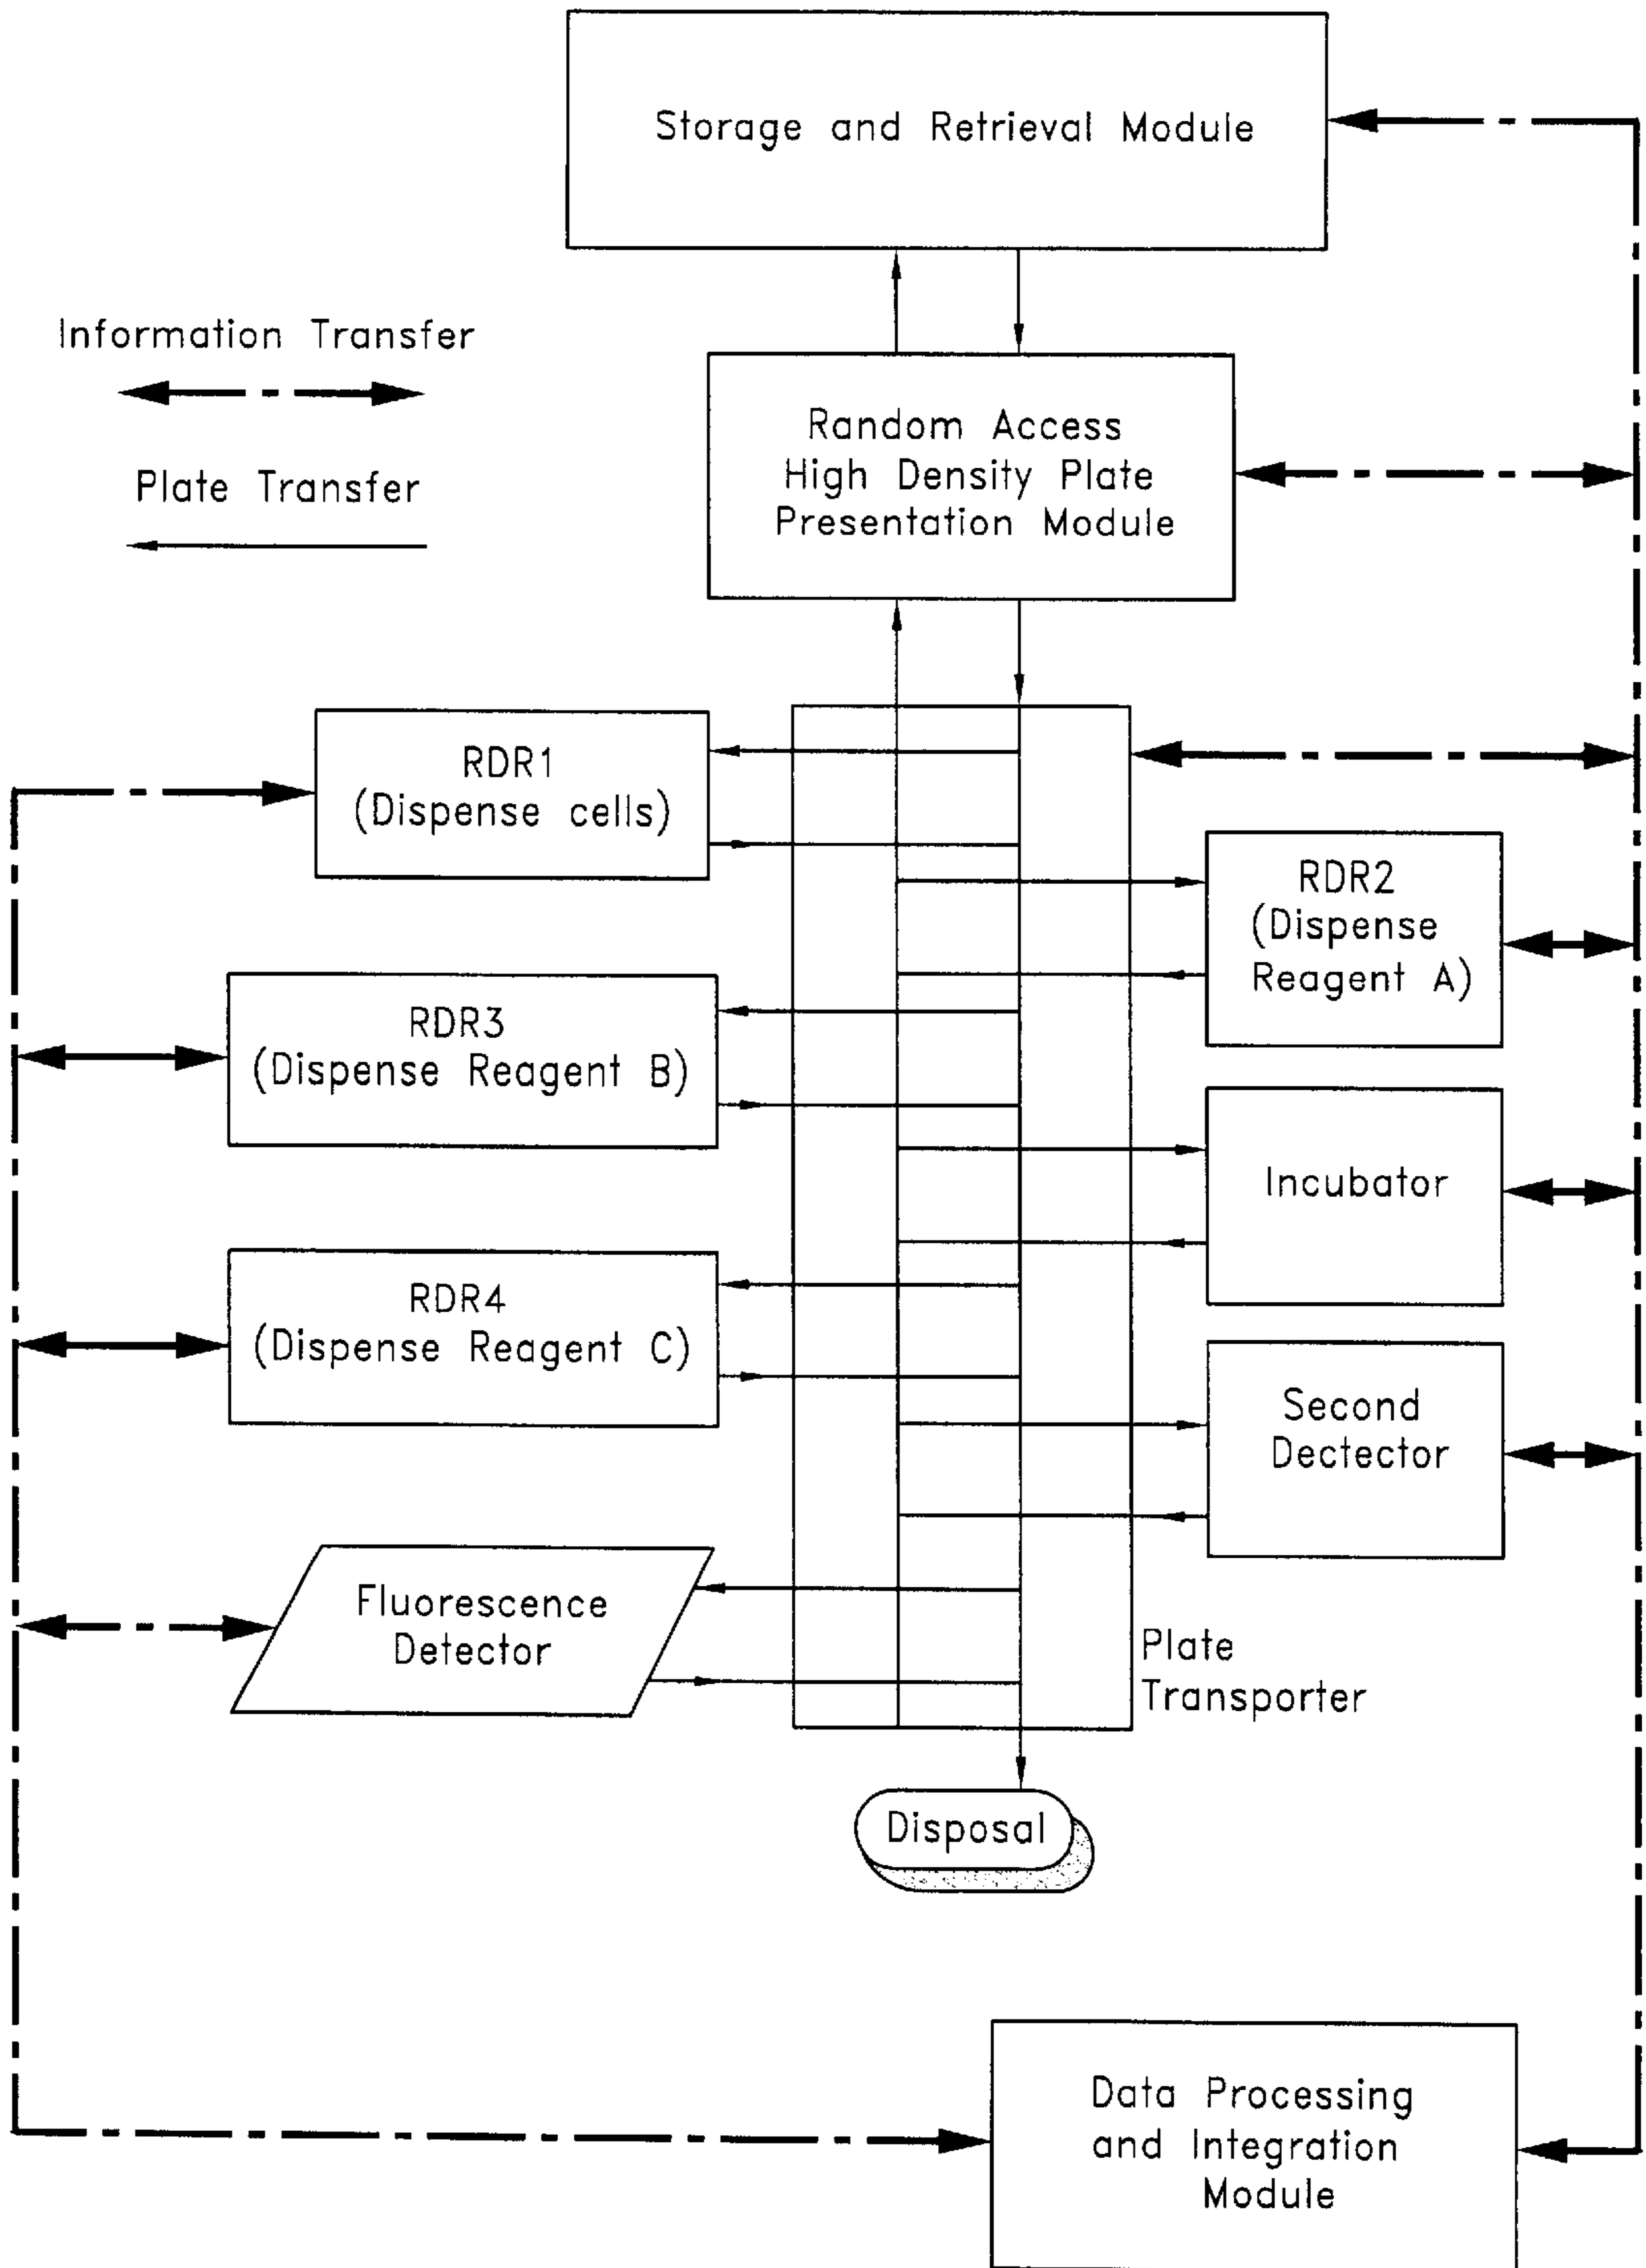 Storage and Retrieval Module
Information Transfer
Plate Transfer
Random Access
High Density Plate
Presentation Module
RDR1
(Dispense cells)
RDR2
(Dispense
Reagent A)
RDR3
(Dispense Reagent B)
Incubator
RDR4
(Dispense Reagent C)
Second
Dectector
Fluorescence
Detector
Plate
Transporter
Disposal
Data Processing
and Integration
Module